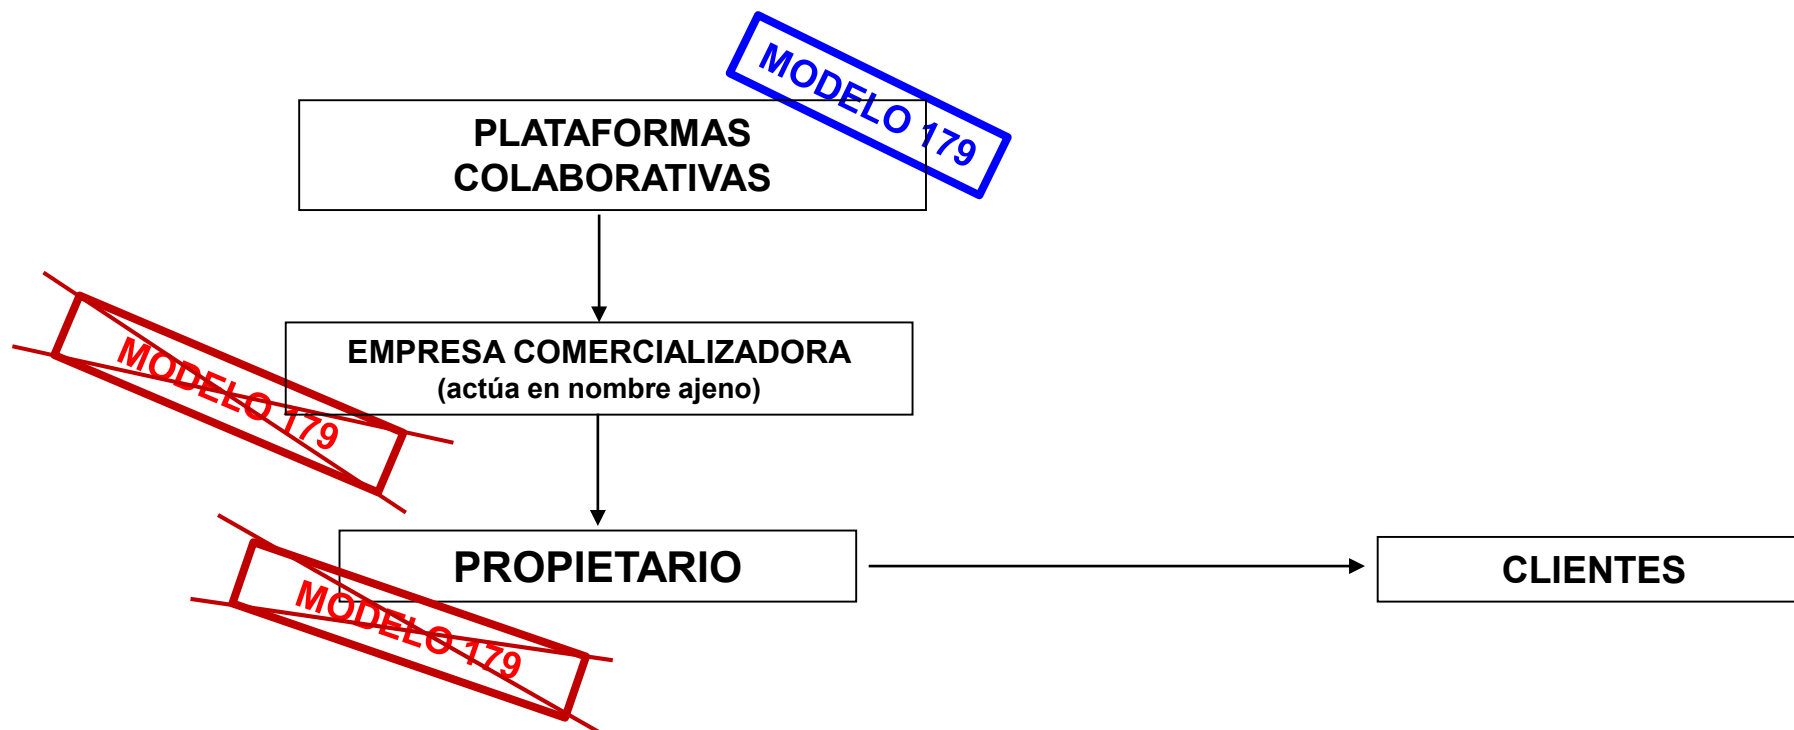 MODELO 179
PLATAFORMAS
COLABORATIVAS
EMPRESA COMERCIALIZADORA
(actúa en nombre ajeno)
MODELO 179
PROPIETARIO
CLIENTES
MODELO 179